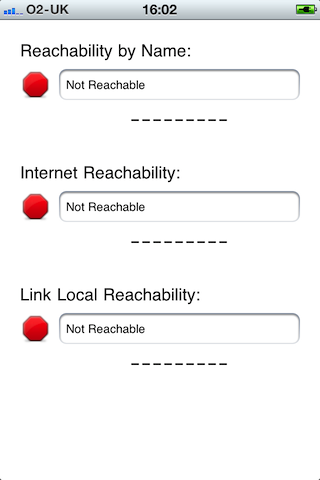 O2-UK 16:02
Reachability by Name:
Not Reachable
---------
Internet Reachability:
Not Reachable
---------
Link Local Reachability:
Not Reachable
---------